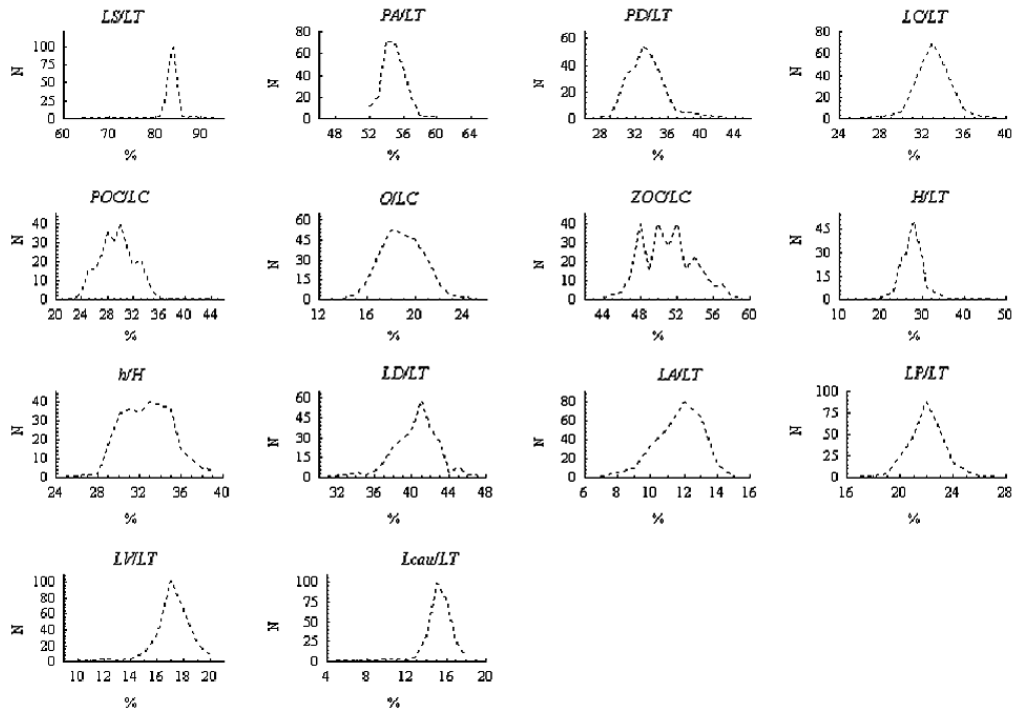 LS/LT
PA/LT
PD/LT
LC/LT
100
75
50
25
0
N
60 70 80 90
%
80
60
40
20
0
N
48 52 56 60 64
%
60
40
20
0
N
28 32 36 40 44
%
80
60
40
20
0
N
24 28 32 36 40
%
POC/LC
O/LC
ZOC/LC
H/LT
40
30
20
10
0
N
20 24 28 32 36 40 44
%
60
45
30
15
0
N
12 16 20 24
%
40
30
20
10
0
N
44 48 52 56 60
%
45
30
15
0
N
10 20 30 40 50
%
h/H
LD/LT
LA/LT
LP/LT
50
40
30
20
10
0
N
24 28 32 36 40
%
60
45
30
15
0
N
32 36 40 44 48
%
80
60
40
20
0
N
6 8 10 12 14 16
%
100
75
50
25
0
N
16 20 24 28
%
LV/LT
Lcau/LT
100
80
60
40
20
0
N
10 12 14 16 18 20
%
100
75
50
25
0
N
4 8 12 16 20
%